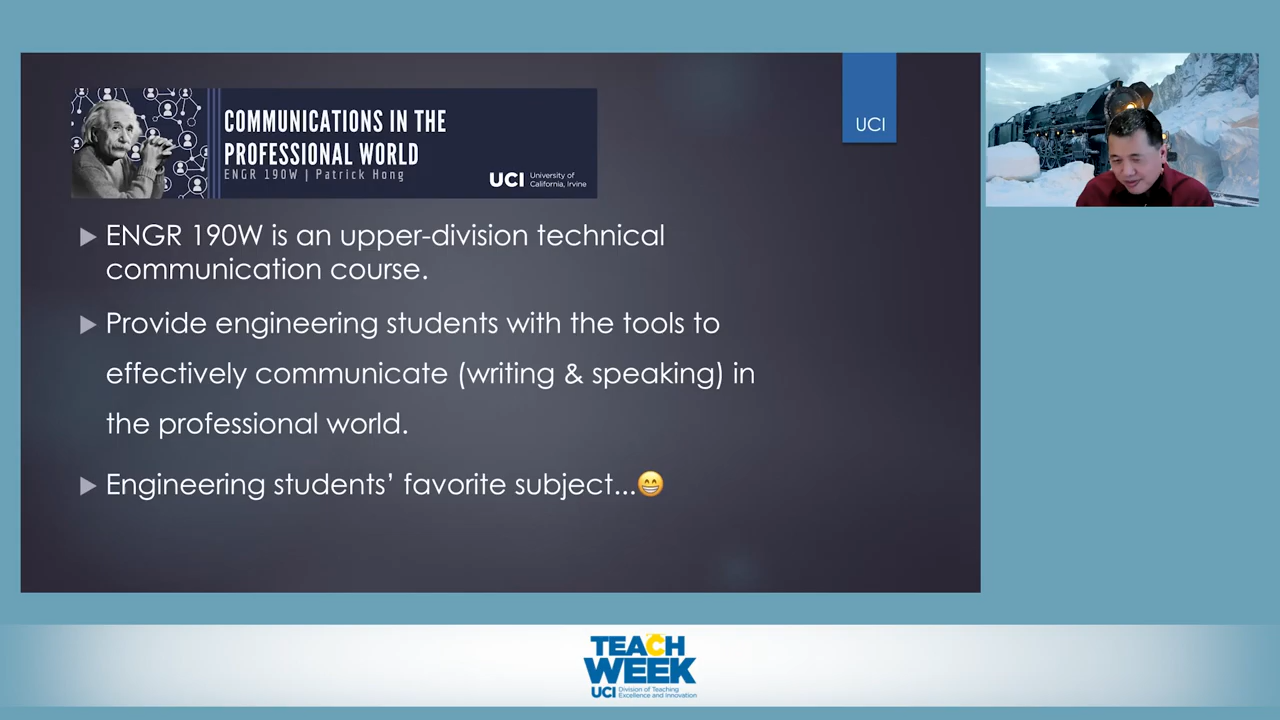 COMMUNICATIONS IN THE
PROFESSIONAL WORLD
ENGR 190W | Patrick Hong
UCI University of
California, Irvine
UCI
ENGR 190W is an upper-division technical
communication course.
Provide engineering students with the tools to
effectively communicate (writing & speaking) in
the professional world.
Engineering students’ favorite subject...😁
TEACH
WEEK
UCI Division of Teaching
Excellence and Innovation